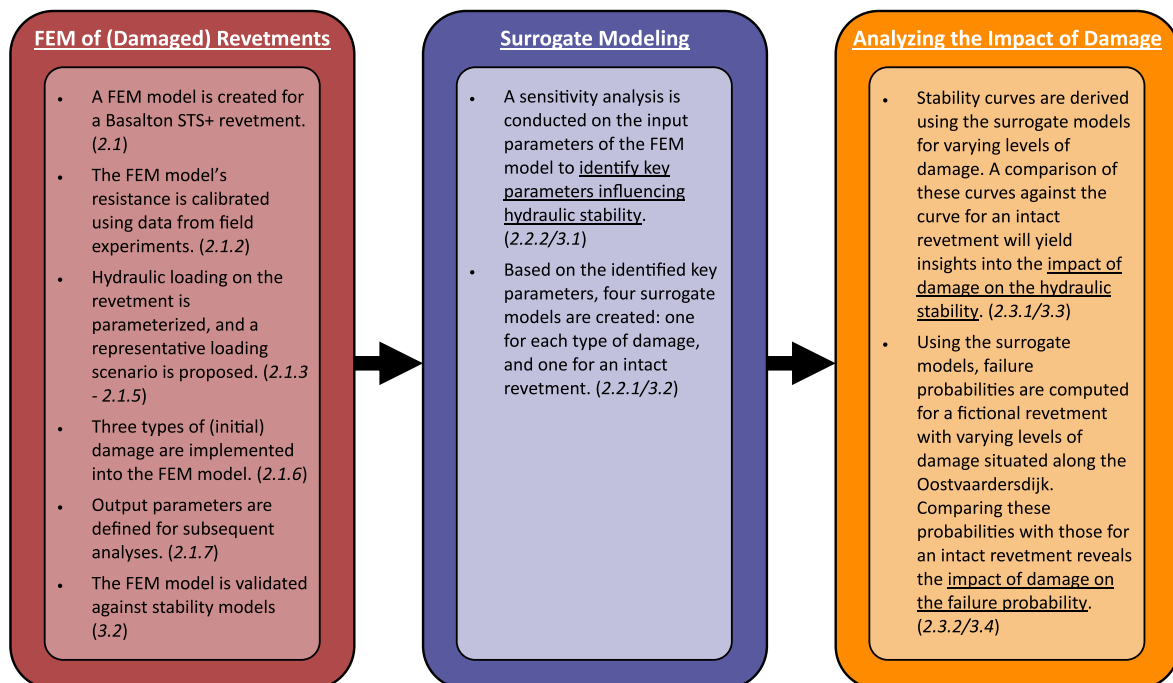 FEM of (Damaged) Revetments
• A FEM model is created for
a Basalton STS+ revetment.
(2.1)
• The FEM model's
resistance is calibrated
using data from field
experiments. (2.1.2)
• Hydraulic loading on the
revetment is
parameterized, and a
representative loading
scenario is proposed. (2.1.3
- 2.1.5)
• Three types of (initial)
damage are implemented
into the FEM model. (2.1.6)
• Output parameters are
defined for subsequent
analyses. (2.1.7)
• The FEM model is validated
against stability models
(3.2)
Surrogate Modeling
• A sensitivity analysis is
conducted on the input
parameters of the FEM
model to identify key
parameters influencing
hydraulic stability.
(2.2.2/3.1)
• Based on the identified key
parameters, four surrogate
models are created: one
for each type of damage,
and one for an intact
revetment. (2.2.1/3.2)
Analyzing the Impact of Damage
• Stability curves are derived
using the surrogate models
for varying levels of
damage. A comparison of
these curves against the
curve for an intact
revetment will yield
insights into the impact of
damage on the hydraulic
stability. (2.3.1/3.3)
• Using the surrogate
models, failure
probabilities are computed
for a fictional revetment
with varying levels of
damage situated along the
Oostvaardersdijk.
Comparing these
probabilities with those for
an intact revetment reveals
the impact of damage on
the failure probability.
(2.3.2/3.4)